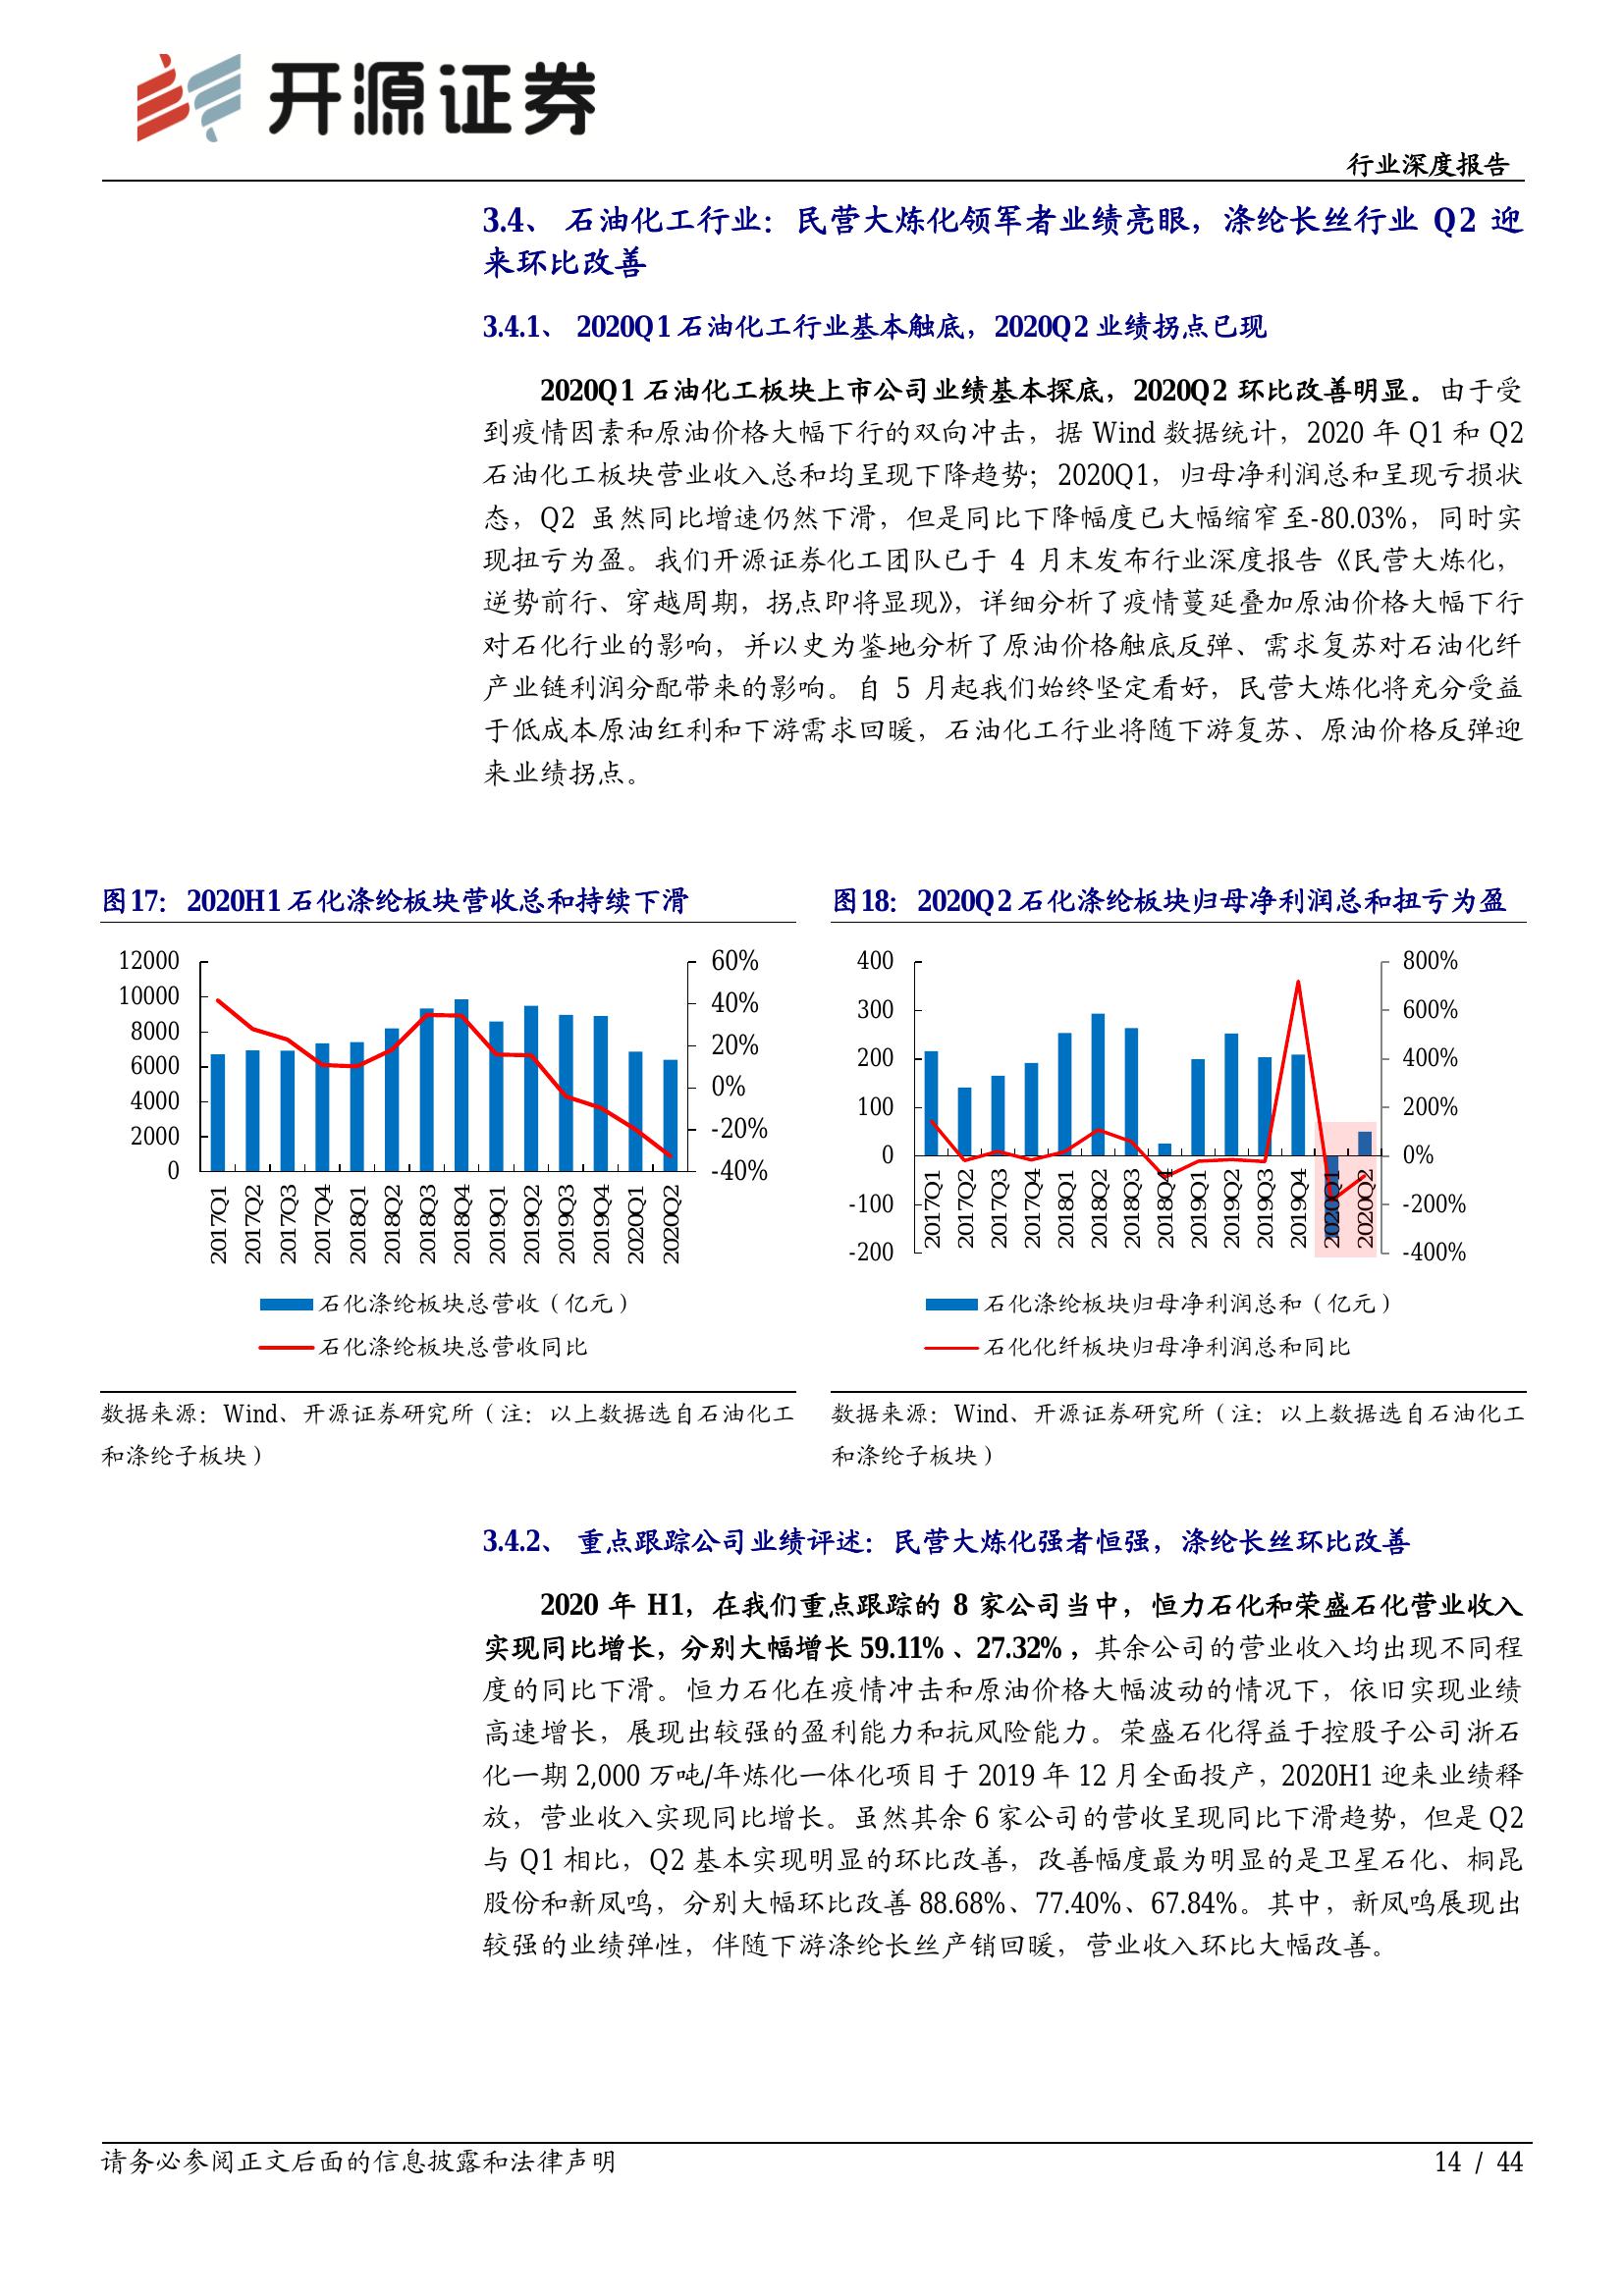 开源证券
行业深度报告
3.4、 石油化工行业：民营大炼化领军者业绩亮眼，涤纶长丝行业 Q2 迎
来环比改善
3.4.1、 2020Q1 石油化工行业基本触底，2020Q2 业绩拐点已现
2020Q1 石油化工板块上市公司业绩基本探底，2020Q2 环比改善明显。由于受
到疫情因素和原油价格大幅下行的双向冲击，据 Wind 数据统计，2020 年 Q1 和 Q2
石油化工板块营业收入总和均呈现下降趋势；2020Q1，归母净利润总和呈现亏损状
态，Q2 虽然同比增速仍然下滑，但是同比下降幅度已大幅缩窄至-80.03%，同时实
现扭亏为盈。我们开源证券化工团队已于 4 月末发布行业深度报告《民营大炼化，
逆势前行、穿越周期，拐点即将显现》，详细分析了疫情蔓延叠加原油价格大幅下行
对石化行业的影响，并以史为鉴地分析了原油价格触底反弹、需求复苏对石油化纤
产业链利润分配带来的影响。自 5 月起我们始终坚定看好，民营大炼化将充分受益
于低成本原油红利和下游需求回暖，石油化工行业将随下游复苏、原油价格反弹迎
来业绩拐点。
图17：2020H1 石化涤纶板块营收总和持续下滑
12000
10000
8000
6000
4000
2000
0
60%
40%
20%
0%
-20%
-40%
2017Q1
2017Q2
2017Q3
2017Q4
2018Q1
2018Q2
2018Q3
2018Q4
2019Q1
2019Q2
2019Q3
2019Q4
2020Q1
2020Q2
石化涤纶板块总营收（亿元）
石化涤纶板块总营收同比
数据来源：Wind、开源证券研究所（注：以上数据选自石油化工
和涤纶子板块）
图18：2020Q2 石化涤纶板块归母净利润总和扭亏为盈
400
300
200
100
0
-100
-200
800%
600%
400%
200%
0%
-200%
-400%
2017Q1
2017Q2
2017Q3
2017Q4
2018Q1
2018Q2
2018Q3
2018Q4
2019Q1
2019Q2
2019Q3
2019Q4
2020Q1
2020Q2
石化涤纶板块归母净利润总和（亿元）
石化化纤板块归母净利润总和同比
数据来源：Wind、开源证券研究所（注：以上数据选自石油化工
和涤纶子板块）
3.4.2、 重点跟踪公司业绩评述：民营大炼化强者恒强，涤纶长丝环比改善
2020 年 H1，在我们重点跟踪的 8 家公司当中，恒力石化和荣盛石化营业收入
实现同比增长，分别大幅增长 59.11%、27.32%，其余公司的营业收入均出现不同程
度的同比下滑。恒力石化在疫情冲击和原油价格大幅波动的情况下，依旧实现业绩
高速增长，展现出较强的盈利能力和抗风险能力。荣盛石化得益于控股子公司浙石
化一期 2,000 万吨/年炼化一体化项目于 2019 年 12 月全面投产，2020H1 迎来业绩释
放，营业收入实现同比增长。虽然其余 6 家公司的营收呈现同比下滑趋势，但是 Q2
与 Q1 相比，Q2 基本实现明显的环比改善，改善幅度最为明显的是卫星石化、桐昆
股份和新凤鸣，分别大幅环比改善 88.68%、77.40%、67.84%。其中，新凤鸣展现出
较强的业绩弹性，伴随下游涤纶长丝产销回暖，营业收入环比大幅改善。
请务必参阅正文后面的信息披露和法律声明
14 / 44